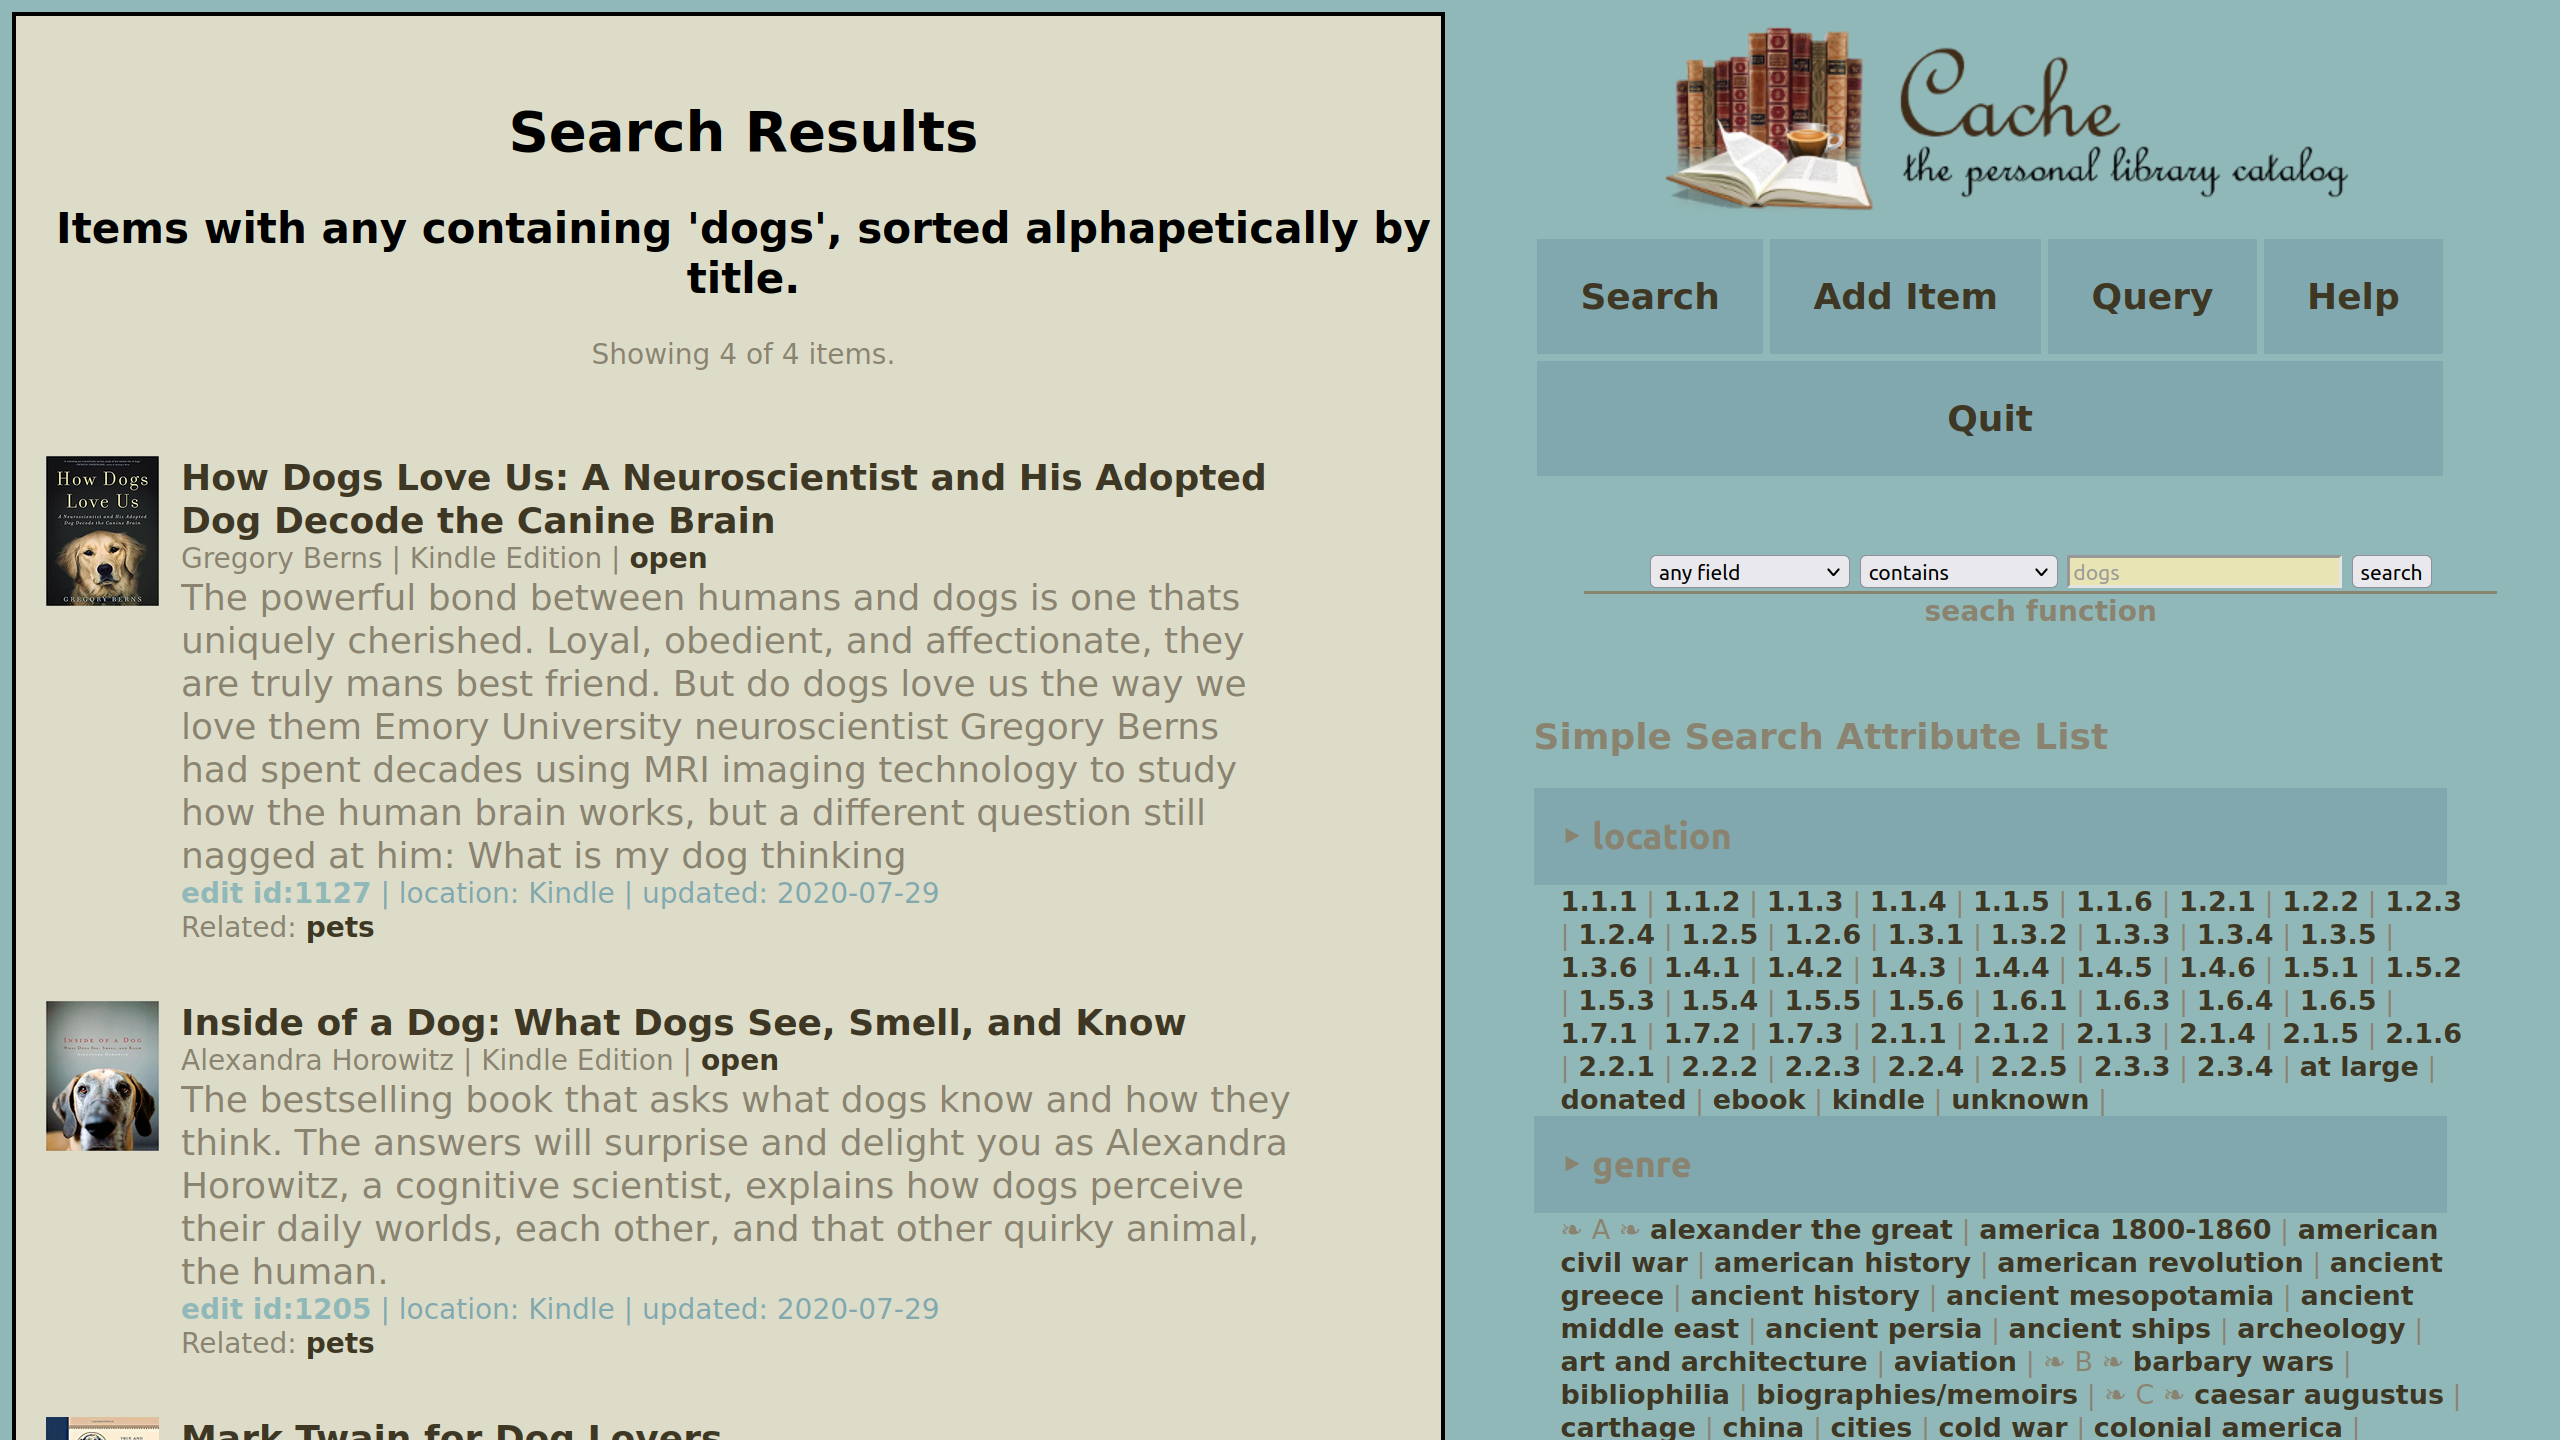 Search Results
Items with any containing 'dogs', sorted alphapetically by
title.
Showing 4 of 4 items.
How Dogs
Love Us
A Neuroscientist and His Adopted
Dog Decode the Canine Brain
GREGORY BERNS
How Dogs Love Us: A Neuroscientist and His Adopted
Dog Decode the Canine Brain
Gregory Berns | Kindle Edition | open
The powerful bond between humans and dogs is one thats
uniquely cherished. Loyal, obedient, and affectionate, they
are truly mans best friend. But do dogs love us the way we
love them Emory University neuroscientist Gregory Berns
had spent decades using MRI imaging technology to study
how the human brain works, but a different question still
nagged at him: What is my dog thinking
edit id:1127 | location: Kindle | updated: 2020-07-29
Related: pets
INSIDE OF A DOG
Inside of a Dog: What Dogs See, Smell, and Know
Alexandra Horowitz | Kindle Edition | open
The bestselling book that asks what dogs know and how they
think. The answers will surprise and delight you as Alexandra
Horowitz, a cognitive scientist, explains how dogs perceive
their daily worlds, each other, and that other quirky animal,
the human.
edit id:1205 | location: Kindle | updated: 2020-07-29
Related: pets
Mark Twain for Dog Lovers
Cache
the personal library catalog
Search
Add Item
Query
Help
Quit
any field
contains
dogs
search
seach function
Simple Search Attribute List
▸ location
1.1.1 | 1.1.2 | 1.1.3 | 1.1.4 | 1.1.5 | 1.1.6 | 1.2.1 | 1.2.2 | 1.2.3
| 1.2.4 | 1.2.5 | 1.2.6 | 1.3.1 | 1.3.2 | 1.3.3 | 1.3.4 | 1.3.5 |
1.3.6 | 1.4.1 | 1.4.2 | 1.4.3 | 1.4.4 | 1.4.5 | 1.4.6 | 1.5.1 | 1.5.2
| 1.5.3 | 1.5.4 | 1.5.5 | 1.5.6 | 1.6.1 | 1.6.3 | 1.6.4 | 1.6.5 |
1.7.1 | 1.7.2 | 1.7.3 | 2.1.1 | 2.1.2 | 2.1.3 | 2.1.4 | 2.1.5 | 2.1.6
| 2.2.1 | 2.2.2 | 2.2.3 | 2.2.4 | 2.2.5 | 2.3.3 | 2.3.4 | at large |
donated | ebook | kindle | unknown |
▸ genre
❧ A ❧ alexander the great | america 1800-1860 | american
civil war | american history | american revolution | ancient
greece | ancient history | ancient mesopotamia | ancient
middle east | ancient persia | ancient ships | archeology |
art and architecture | aviation | ❧ B ❧ barbary wars |
bibliophilia | biographies/memoirs | ❧ C ❧ caesar augustus |
carthage | china | cities | cold war | colonial america |